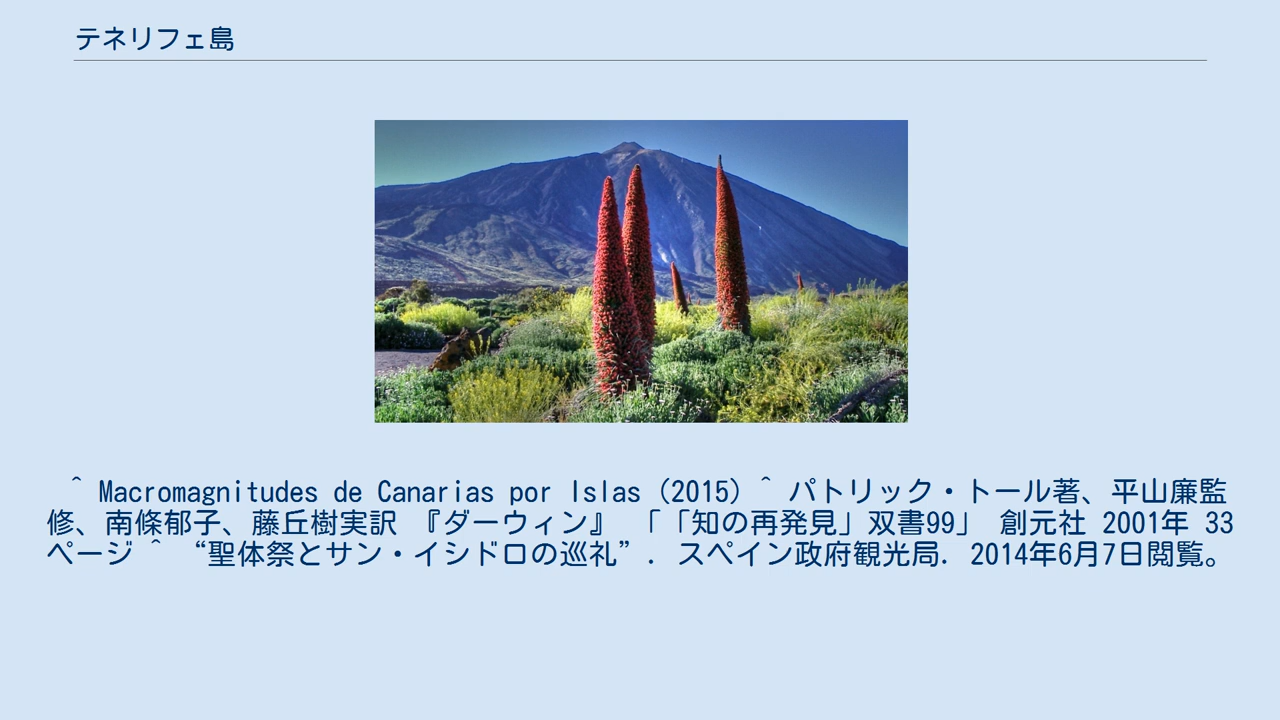 テネリフェ島
^ Macromagnitudes de Canarias por Islas (2015) ^ パトリック・トール著、平山廉監
修、南條郁子、藤丘樹実訳 『ダーウィン』 「「知の再発見」双書99」 創元社 2001年 33
ページ ^ “聖体祭とサン・イシドロの巡礼”. スペイン政府観光局. 2014年6月7日閲覧。